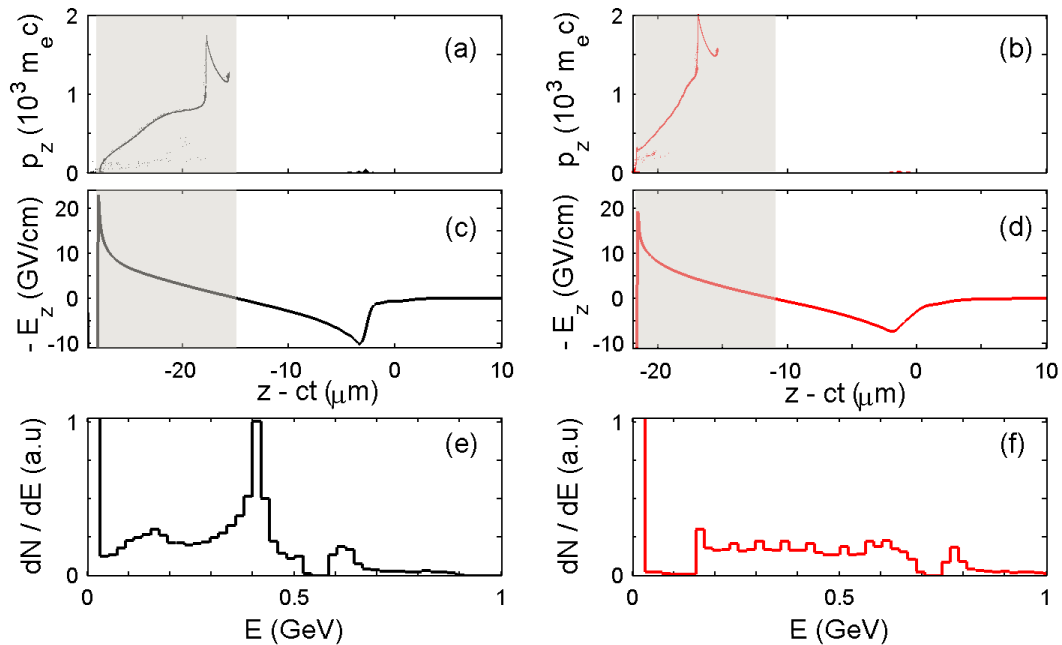 2
(a)
1
0
p_z (10^3 m_e c)
2
(b)
1
0
p_z (10^3 m_e c)
20
(c)
10
0
-10
- E_z (GV/cm)
-20
-10
0
10
z - ct (μm)
20
(d)
10
0
-10
- E_z (GV/cm)
-20
-10
0
10
z - ct (μm)
1
(e)
0
dN / dE (a.u)
0
0.5
1
E (GeV)
1
(f)
0
dN / dE (a.u)
0
0.5
1
E (GeV)